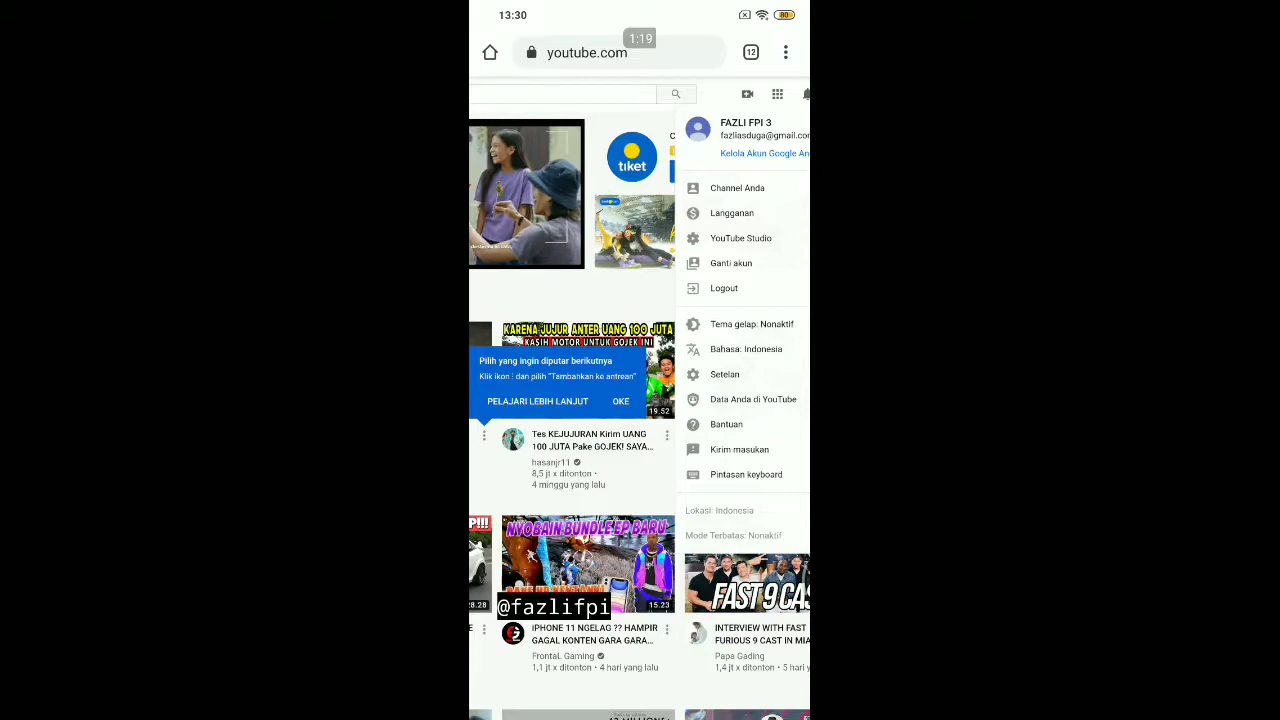 13:30
80
1:19
youtube.com
12
FAZLI FPI 3
Kelola Akun Google An
tiket
Channel Anda
Langganan
YouTube Studio
Ganti akun
Logout
Tema gelap: Nonaktif
Bahasa: Indonesia
Setelan
Data Anda di YouTube
Bantuan
Kirim masukan
Pintasan keyboard
Lokasi: Indonesia
Mode Terbatas: Nonaktif
KARENA JUJUR ANTER UANG 100 JUTA
KASIH MOTOR UNTUK GOJEK INI
Pilih yang ingin diputar berikutnya
Klik ikon ⋮ dan pilih "Tambahkan ke antrean"
PELAJARI LEBIH LANJUT
OKE
19.52
Tes KEJUJURAN Kirim UANG
100 JUTA Pake GOJEK! SAYA...
hasanjr11
8,5 jt x ditonton •
4 minggu yang lalu
NYOBAIN BUNDLE EP BARU
28.28
15.23
@fazlifpi
IPHONE 11 NGELAG ?? HAMPIR
GAGAL KONTEN GARA GARA...
FrontaL Gaming
1,1 jt x ditonton • 4 hari yang lalu
FAST 9 CAS
INTERVIEW WITH FAST
FURIOUS 9 CAST IN MIA
Papa Gading
1,4 jt x ditonton • 5 hari y